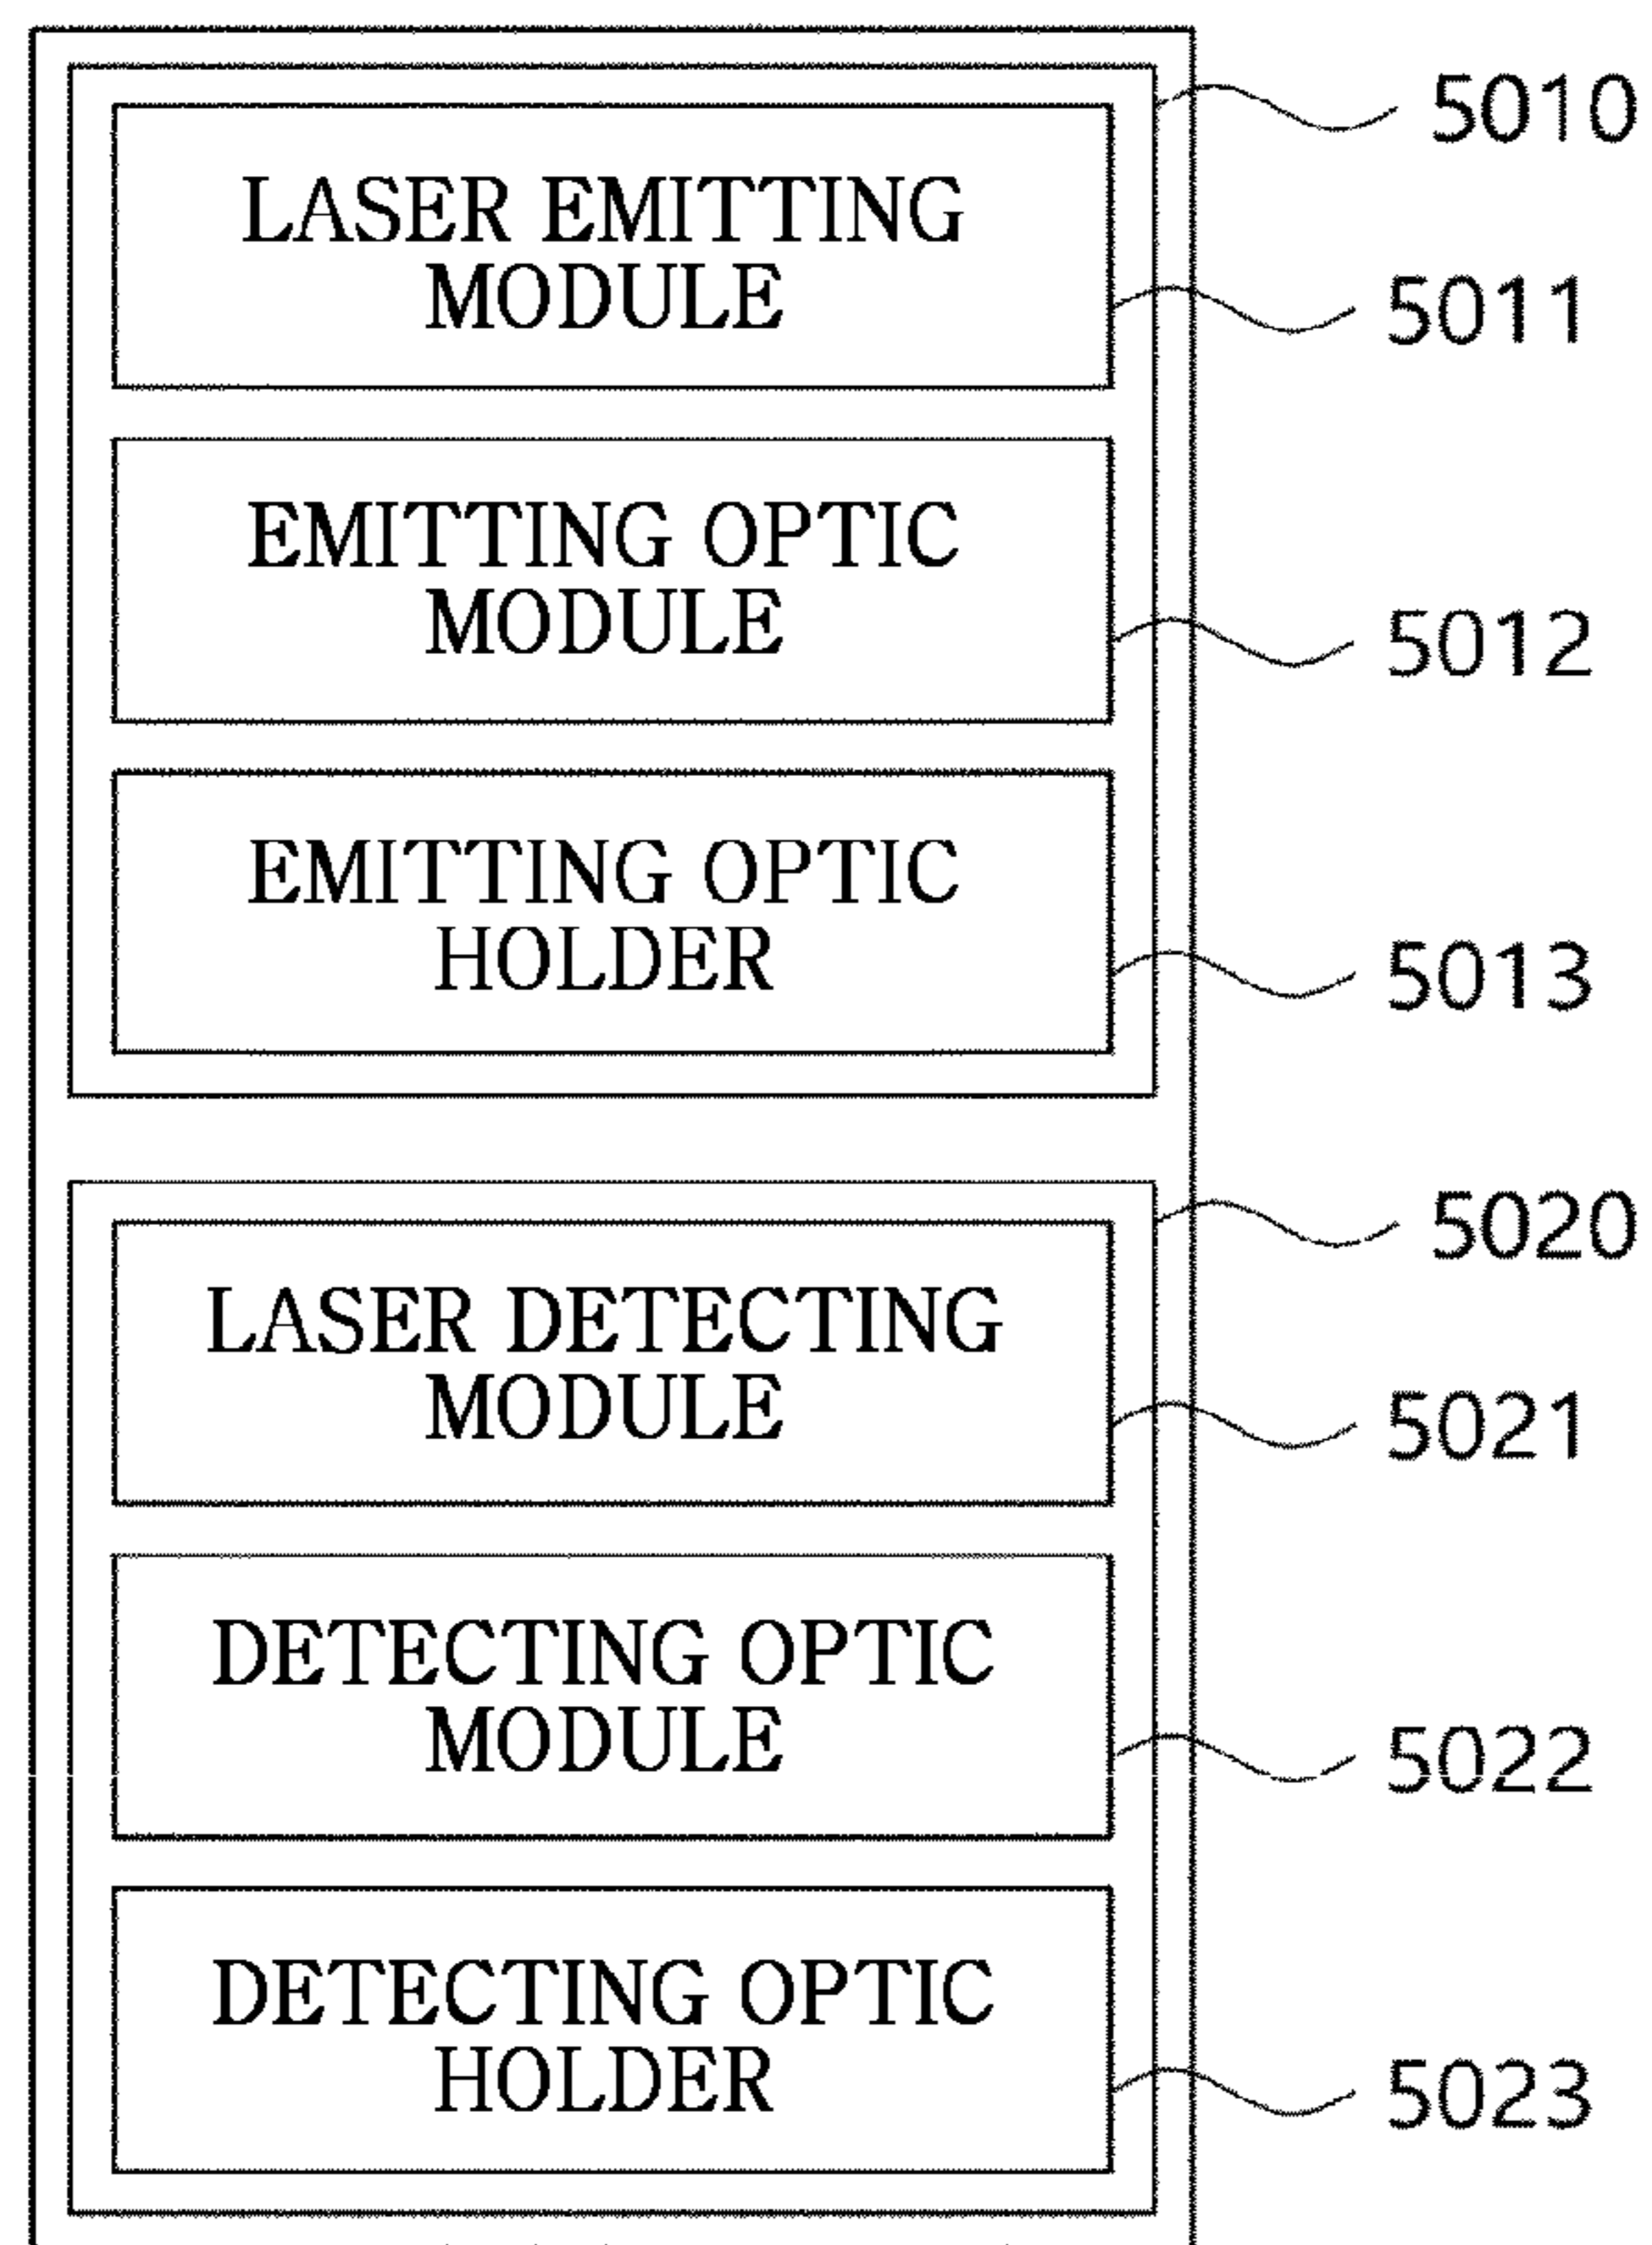 5010
LASER EMITTING
MODULE
5011
EMITTING OPTIC
MODULE
5012
EMITTING OPTIC
HOLDER
5013
5020
LASER DETECTING
MODULE
5021
DETECTING OPTIC
MODULE
5022
DETECTING OPTIC
HOLDER
5023